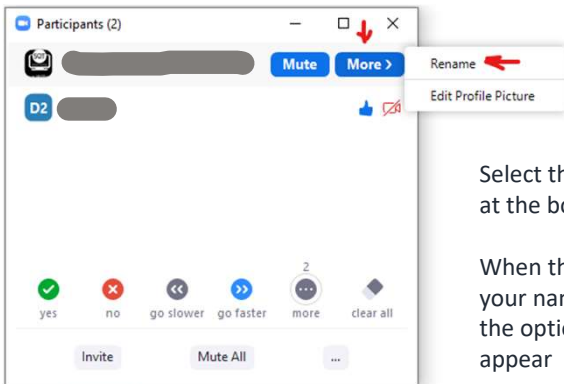 Participants (2)
SQT
Mute
More >
Rename
Edit Profile Picture
D2
Select th
at the bo
When th
your nar
the optio
appear
2
yes
no
go slower
go faster
more
clear all
Invite
Mute All
...